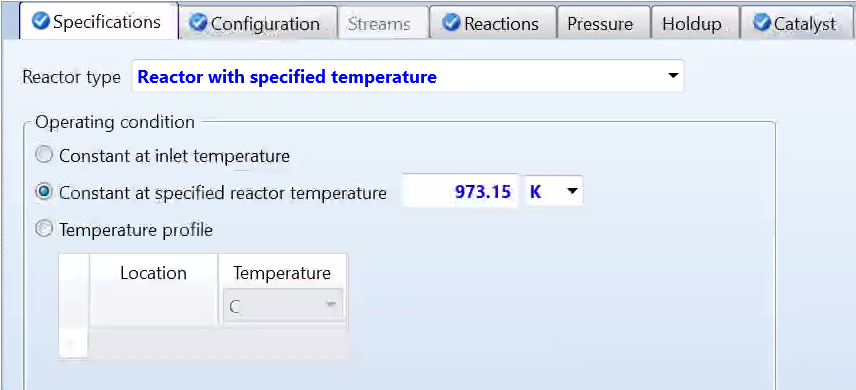 Specifications Configuration Streams Reactions Pressure Holdup Catalyst
Reactor type Reactor with specified temperature
Operating condition
Constant at inlet temperature
Constant at specified reactor temperature 973.15 K
Temperature profile
Location Temperature
C